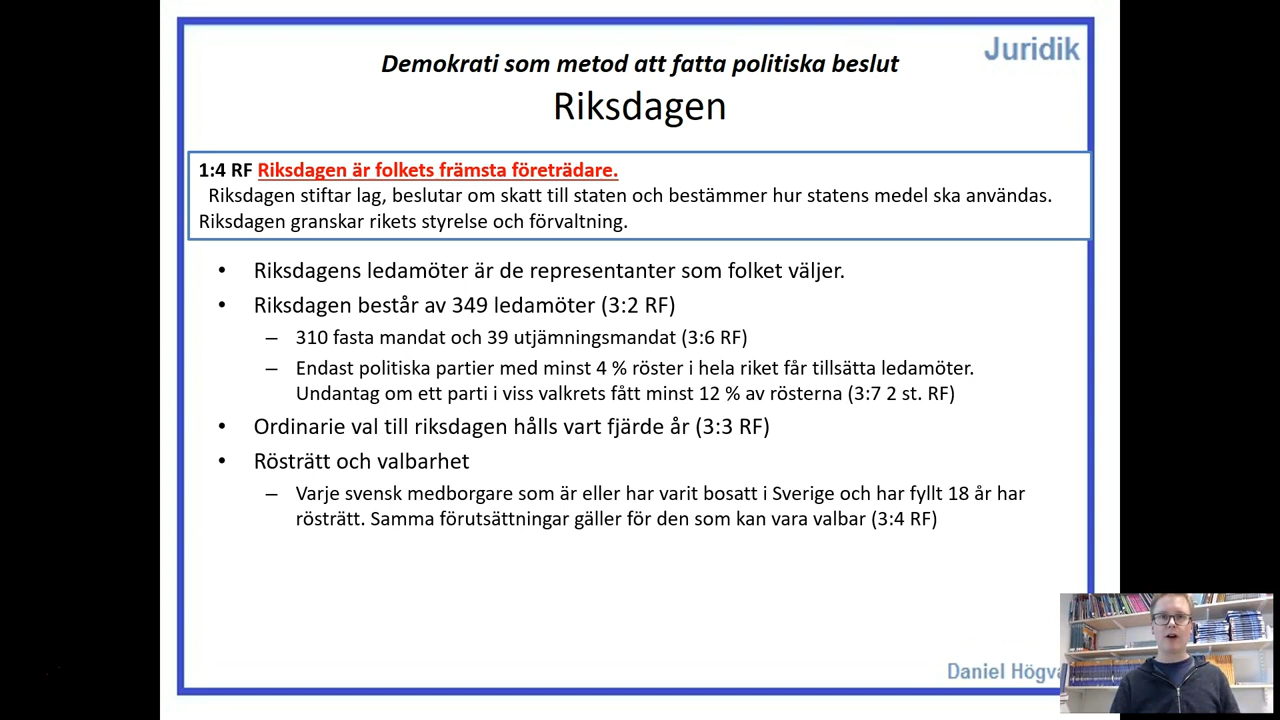 Juridik
Demokrati som metod att fatta politiska beslut
Riksdagen
1:4 RF Riksdagen är folkets främsta företrädare.
Riksdagen stiftar lag, beslutar om skatt till staten och bestämmer hur statens medel ska användas.
Riksdagen granskar rikets styrelse och förvaltning.
• Riksdagens ledamöter är de representanter som folket väljer.
• Riksdagen består av 349 ledamöter (3:2 RF)
– 310 fasta mandat och 39 utjämningsmandat (3:6 RF)
– Endast politiska partier med minst 4 % röster i hela riket får tillsätta ledamöter.
Undantag om ett parti i viss valkrets fått minst 12 % av rösterna (3:7 2 st. RF)
• Ordinarie val till riksdagen hålls vart fjärde år (3:3 RF)
• Rösträtt och valbarhet
– Varje svensk medborgare som är eller har varit bosatt i Sverige och har fyllt 18 år har
rösträtt. Samma förutsättningar gäller för den som kan vara valbar (3:4 RF)
Daniel